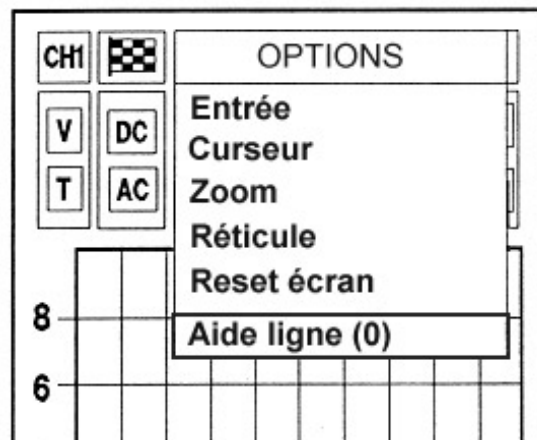 CH1
OPTIONS
V
DC
T
AC
Entrée
Curseur
Zoom
Réticule
Reset écran
Aide ligne (0)
8
6